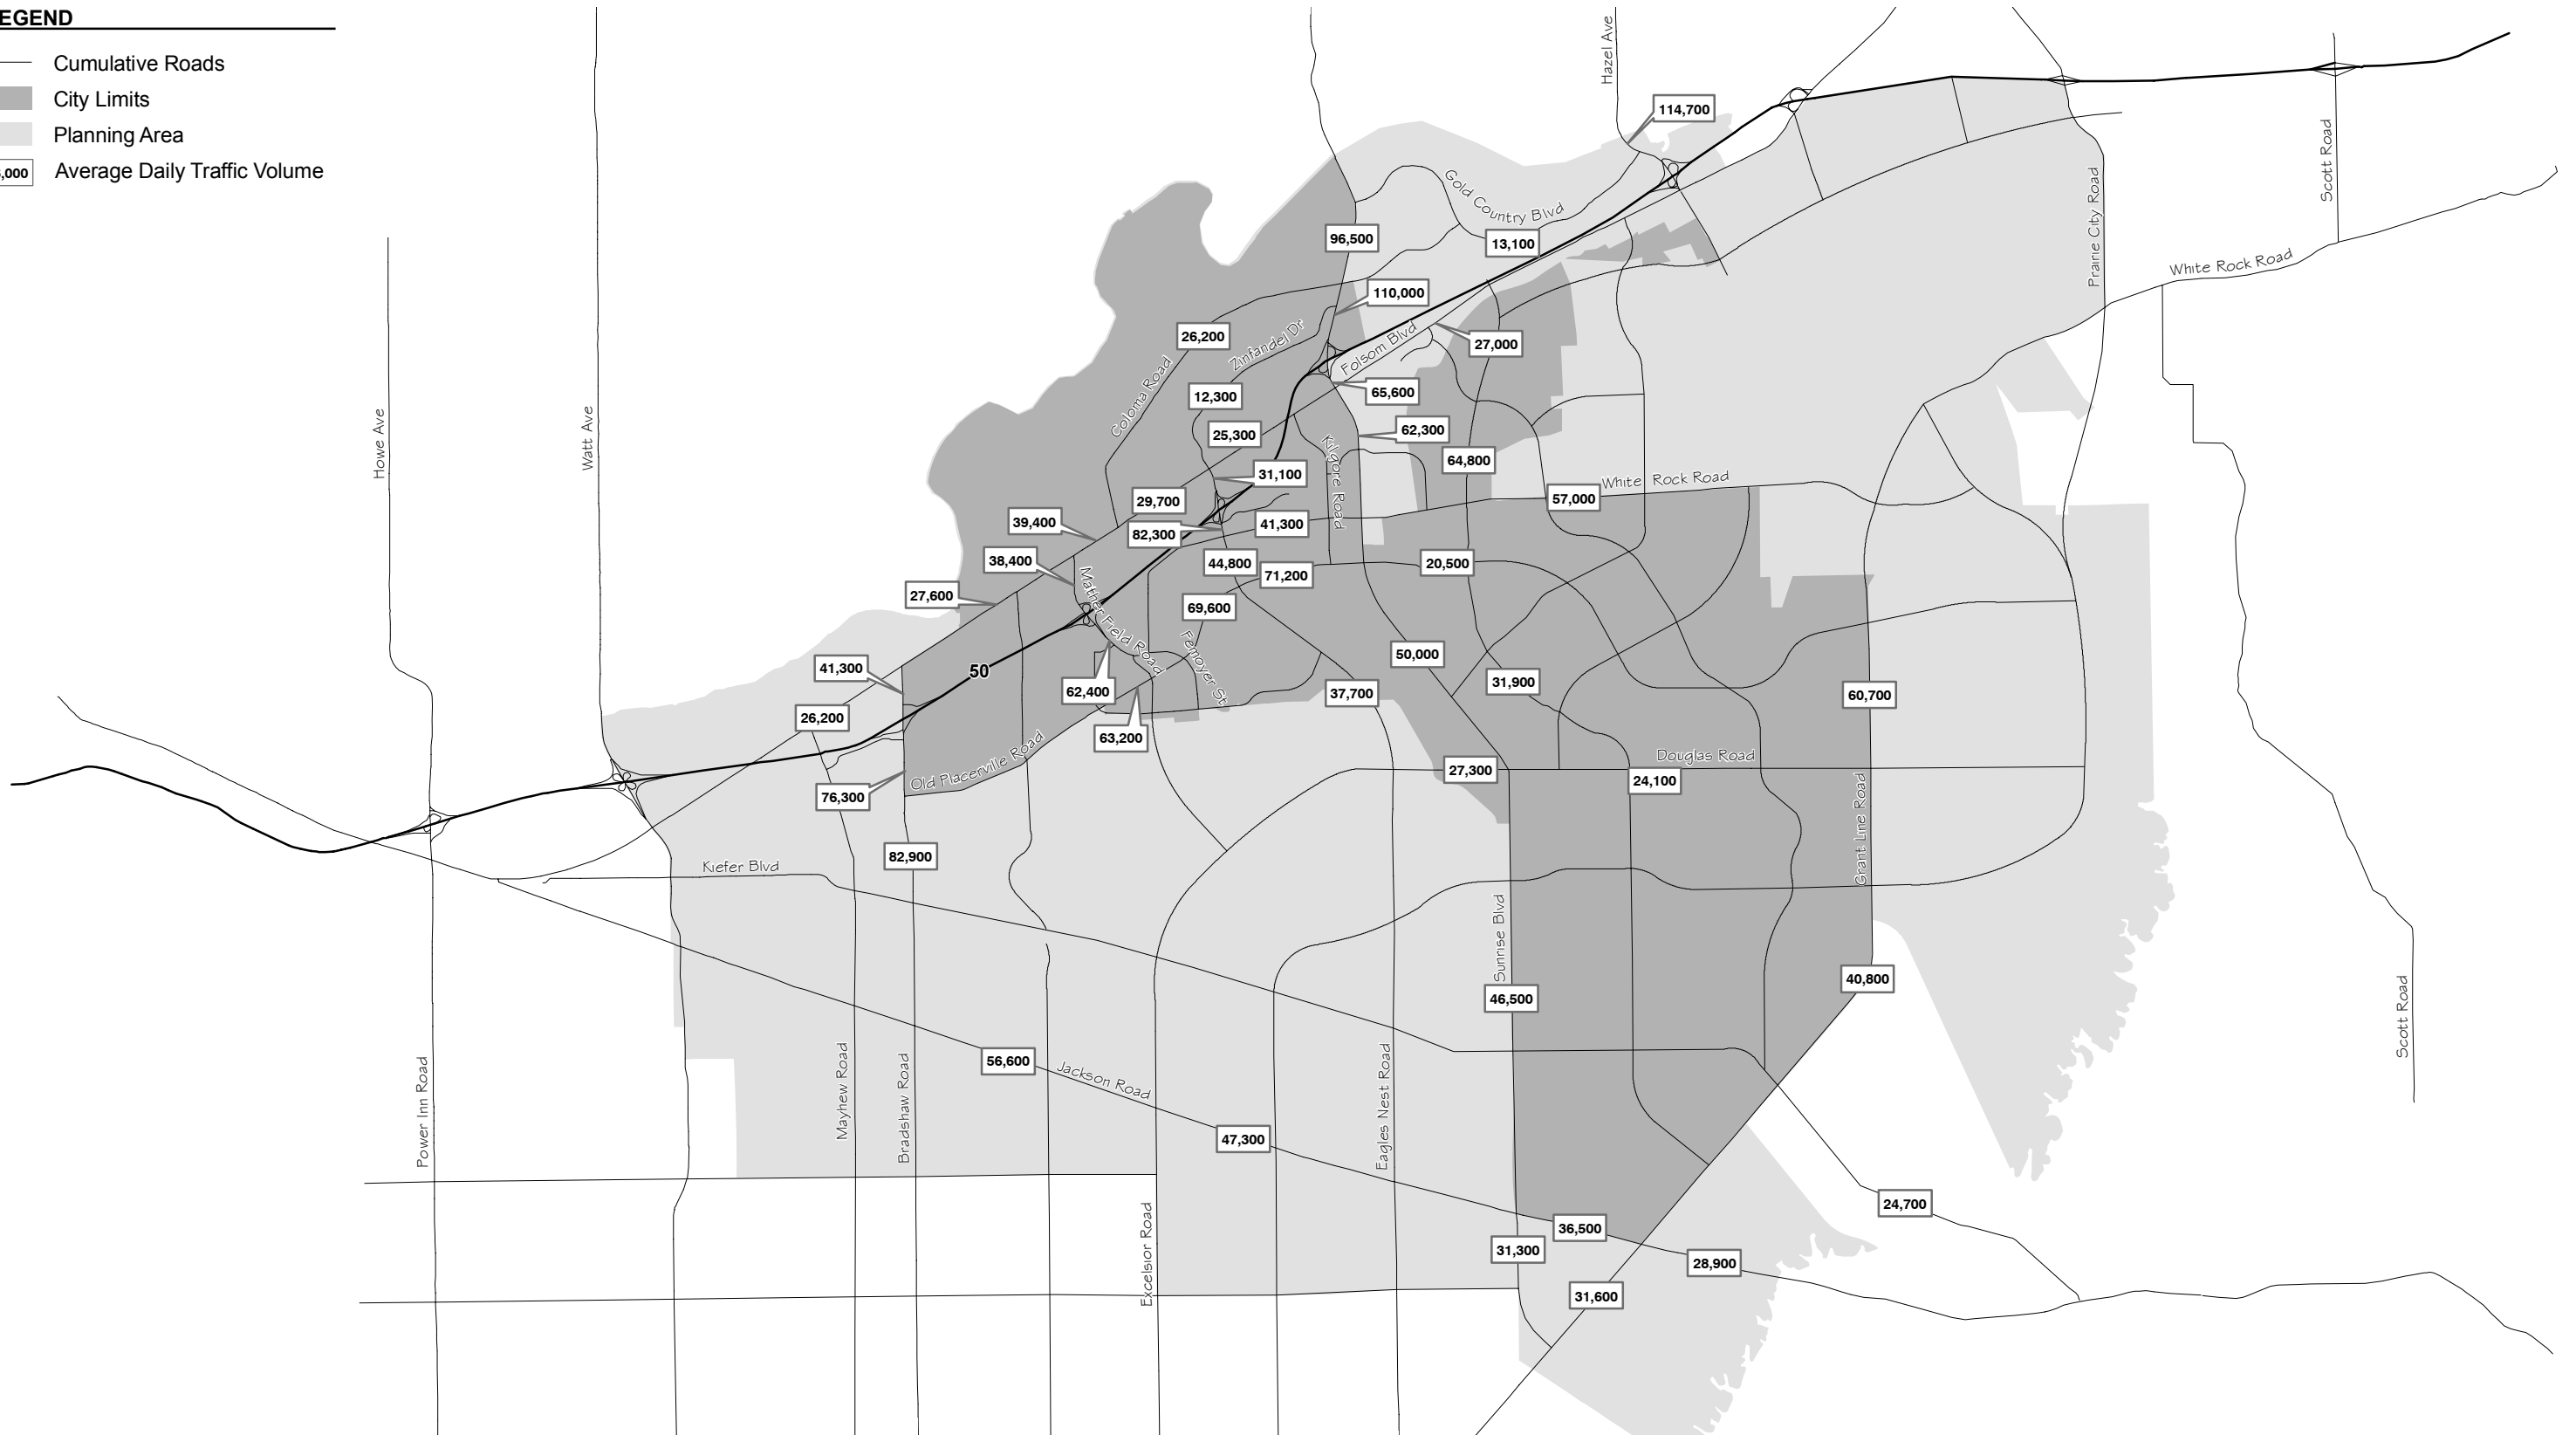 EGEND
Cumulative Roads
City Limits
Planning Area
,000 Average Daily Traffic Volume
Hazel Ave
114,700
Scott Road
Prairie City Road
Gold Country Blvd
96,500
13,100
White Rock Road
110,000
26,200
Zinfandel Dr
Folsom Blvd
27,000
Coloma Road
12,300
65,600
Howe Ave
Watt Ave
25,300
62,300
Kilgore Road
64,800
31,100
White Rock Road
57,000
29,700
39,400
82,300
41,300
38,400
44,800
71,200
20,500
27,600
Mather Field Road
69,600
Femoyer St
50,000
41,300
50
62,400
37,700
31,900
60,700
26,200
63,200
Old Placerville Road
Douglas Road
27,300
24,100
76,300
Grant Line Road
82,900
Kiefer Blvd
Sunrise Blvd
40,800
46,500
Scott Road
56,600
Jackson Road
Power Inn Road
Mayhew Road
Bradshaw Road
Eagles Nest Road
47,300
24,700
Excelsior Road
36,500
31,300
28,900
31,600